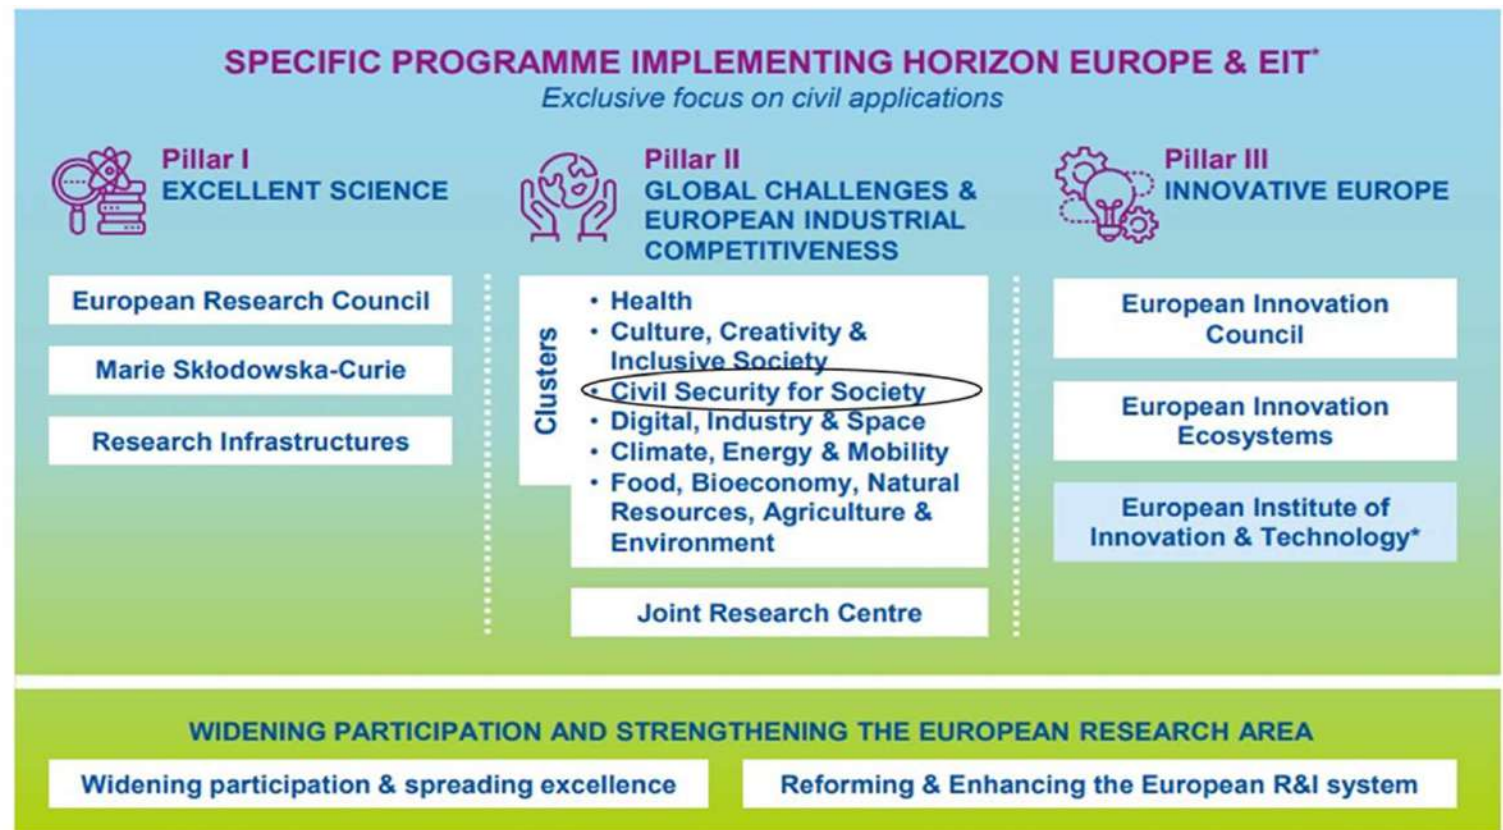 SPECIFIC PROGRAMME IMPLEMENTING HORIZON EUROPE & EIT*
Exclusive focus on civil applications
Pillar I
EXCELLENT SCIENCE
European Research Council
Marie Skłodowska-Curie
Research Infrastructures
Pillar II
GLOBAL CHALLENGES &
EUROPEAN INDUSTRIAL
COMPETITIVENESS
Clusters
• Health
• Culture, Creativity &
Inclusive Society
• Civil Security for Society
• Digital, Industry & Space
• Climate, Energy & Mobility
• Food, Bioeconomy, Natural
Resources, Agriculture &
Environment
Joint Research Centre
Pillar III
INNOVATIVE EUROPE
European Innovation
Council
European Innovation
Ecosystems
European Institute of
Innovation & Technology*
WIDENING PARTICIPATION AND STRENGTHENING THE EUROPEAN RESEARCH AREA
Widening participation & spreading excellence
Reforming & Enhancing the European R&I system